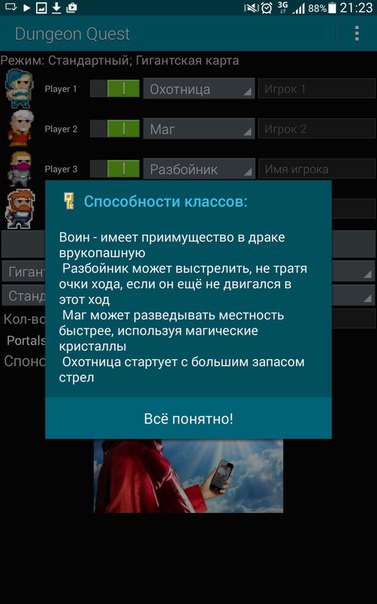 3G
88%
21:23
Dungeon Quest
Режим: Стандартный; Гигантская карта
Player 1
Охотница
Игрок 1
Player 2
Маг
Игрок 2
Player 3
Разбойник
Имя игрока
Способности классов:
Воин - имеет приимущество в драке
врукопашную
Разбойник может выстрелить, не тратя
очки хода, если он ещё не двигался в
этот ход
Маг может разведывать местность
быстрее, используя магические
кристаллы
Охотница стартует с большим запасом
стрел
Всё понятно!
Гиган
Станд
Кол-во
Portals
Спонс